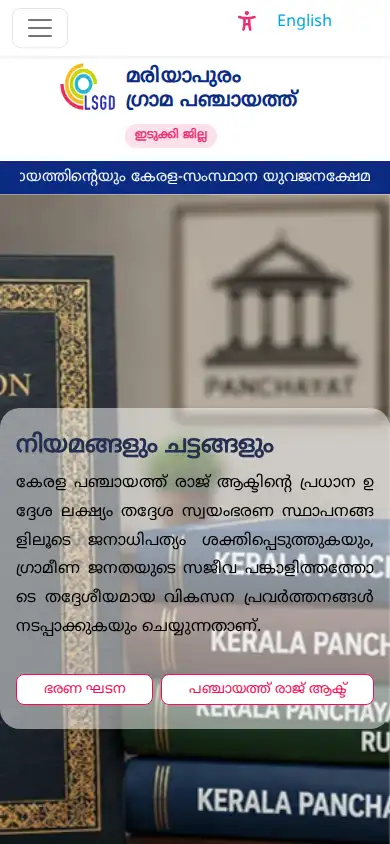 English
LSGD
മരിയാപുരം
ഗ്രാമ പഞ്ചായത്ത്
ഇടുക്കി ജില്ല
കേരള-സംസ്ഥാന യുവജനക്ഷേമ
ON
PANCHAYAT
നിയമങ്ങളും ചട്ടങ്ങളും
കേരള പഞ്ചായത്ത് രാജ് ആക്ടിന്റെ പ്രധാന ഉ
ദ്ദേശ ലക്ഷ്യം തദ്ദേശ സ്വയംഭരണ സ്ഥാപനങ്ങ
ളിലൂടെ ജനാധിപത്യം ശക്തിപ്പെടുത്തുകയും,
ഗ്രാമീണ ജനതയുടെ സജീവ പങ്കാളിത്തത്തോ
ടെ തദ്ദേശീയമായ വികസന പ്രവർത്തനങ്ങൾ
നടപ്പാക്കുകയും ചെയ്യുന്നതാണ്.
KERALA PANCH
KERALA PANCH
ഭരണ ഘടന
പഞ്ചായത്ത് രാജ് ആക്ട്
KERALA PANCHAYA
RU
KERALA PANCHA